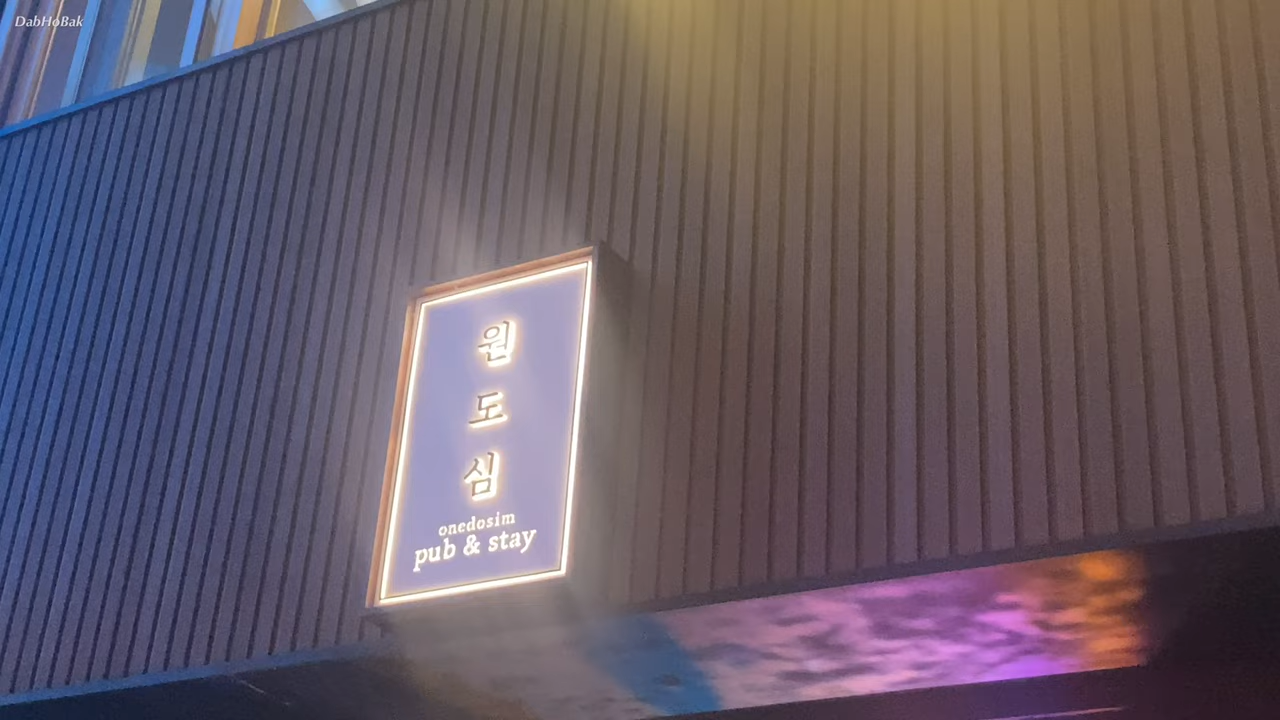 DabHoBak
원
도
심
onedosim
pub & stay